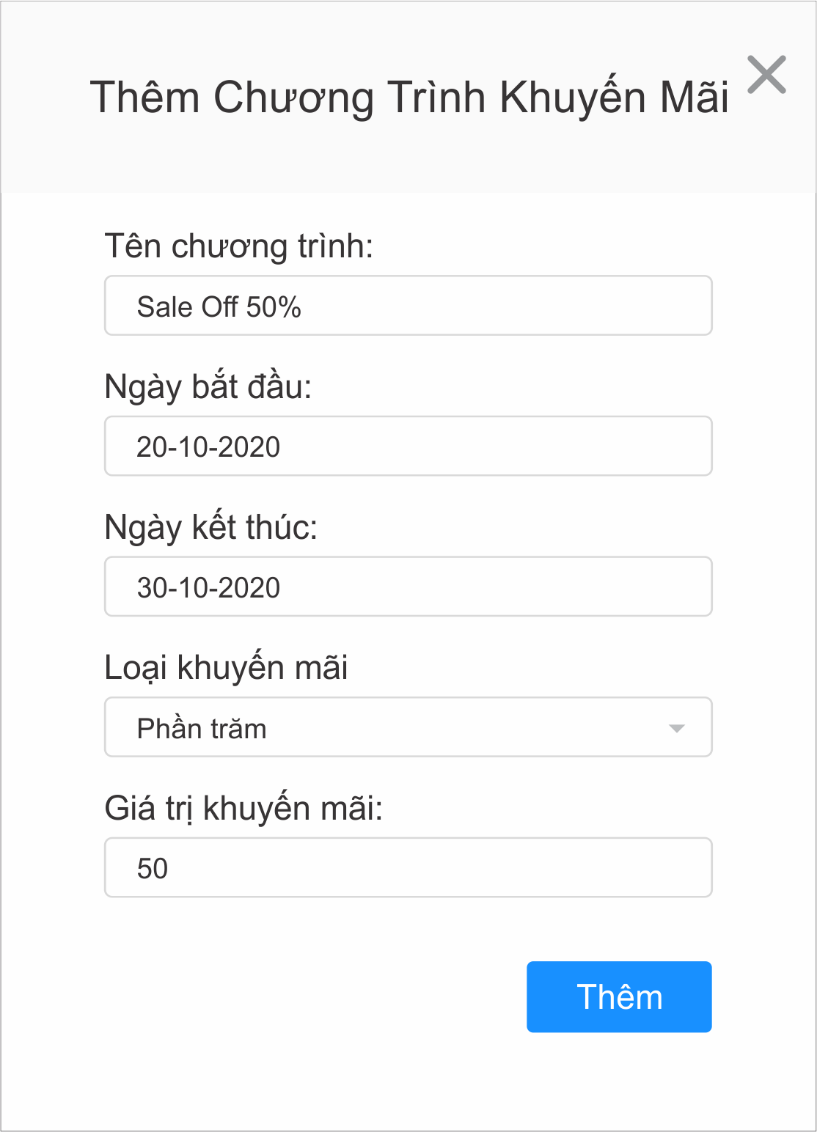 Thêm Chương Trình Khuyến Mãi
Tên chương trình:
Sale Off 50%
Ngày bắt đầu:
20-10-2020
Ngày kết thúc:
30-10-2020
Loại khuyến mãi
Phần trăm
Giá trị khuyến mãi:
50
Thêm